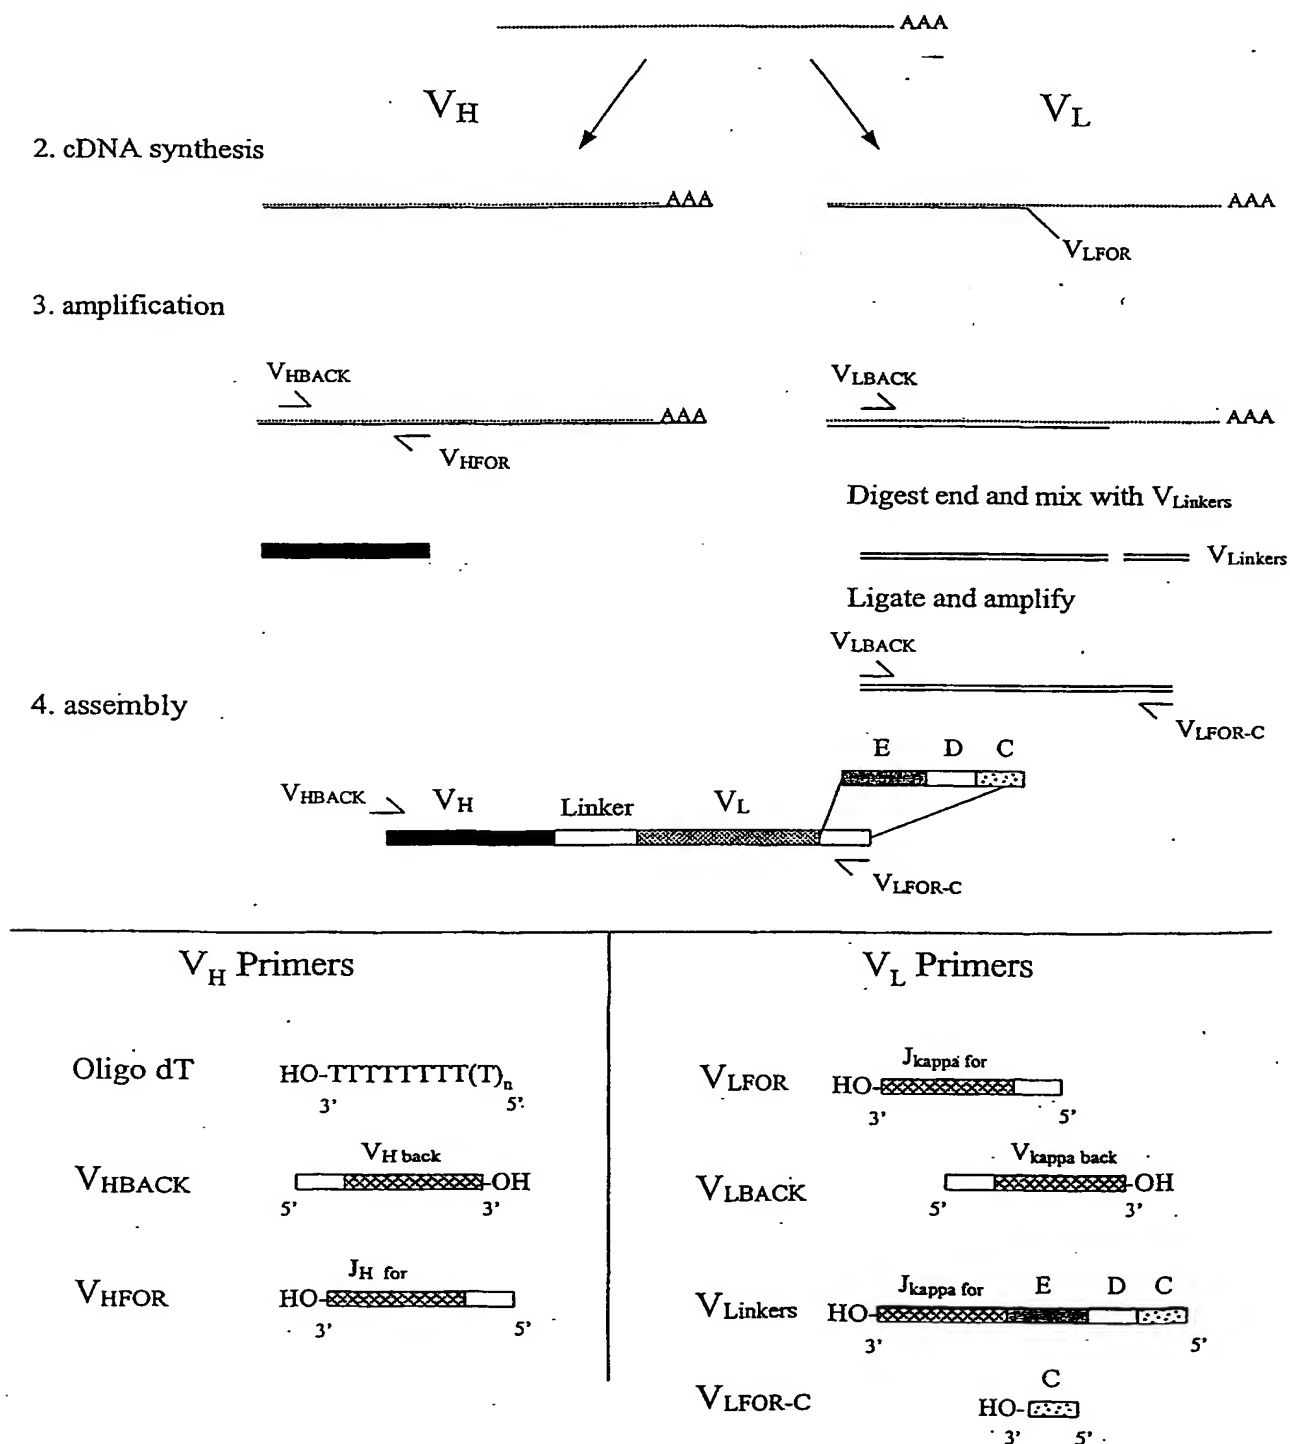 AAA
VH
VL
2. cDNA synthesis
AAA
AAA
VLFOR
3. amplification
VHBACK
VLBACK
AAA
AAA
VHFOR
Digest end and mix with VLinkers
VLinkers
Ligate and amplify
VLBACK
4. assembly
VLFOR-C
E D C
VHBACK
VH
Linker
VL
VLFOR-C
VH Primers
VL Primers
Oligo dT
HO-TTTTTTTT(T)n
3' 5'
VLFOR
Jkappa for
HO-
3' 5'
VHBACK
VH back
-OH
5' 3'
VLBACK
Vkappa back
-OH
5' 3'
VHFOR
JH for
HO-
3' 5'
VLinkers
Jkappa for E D C
HO-
3' 5'
VLFOR-C
C
HO-
3' 5'